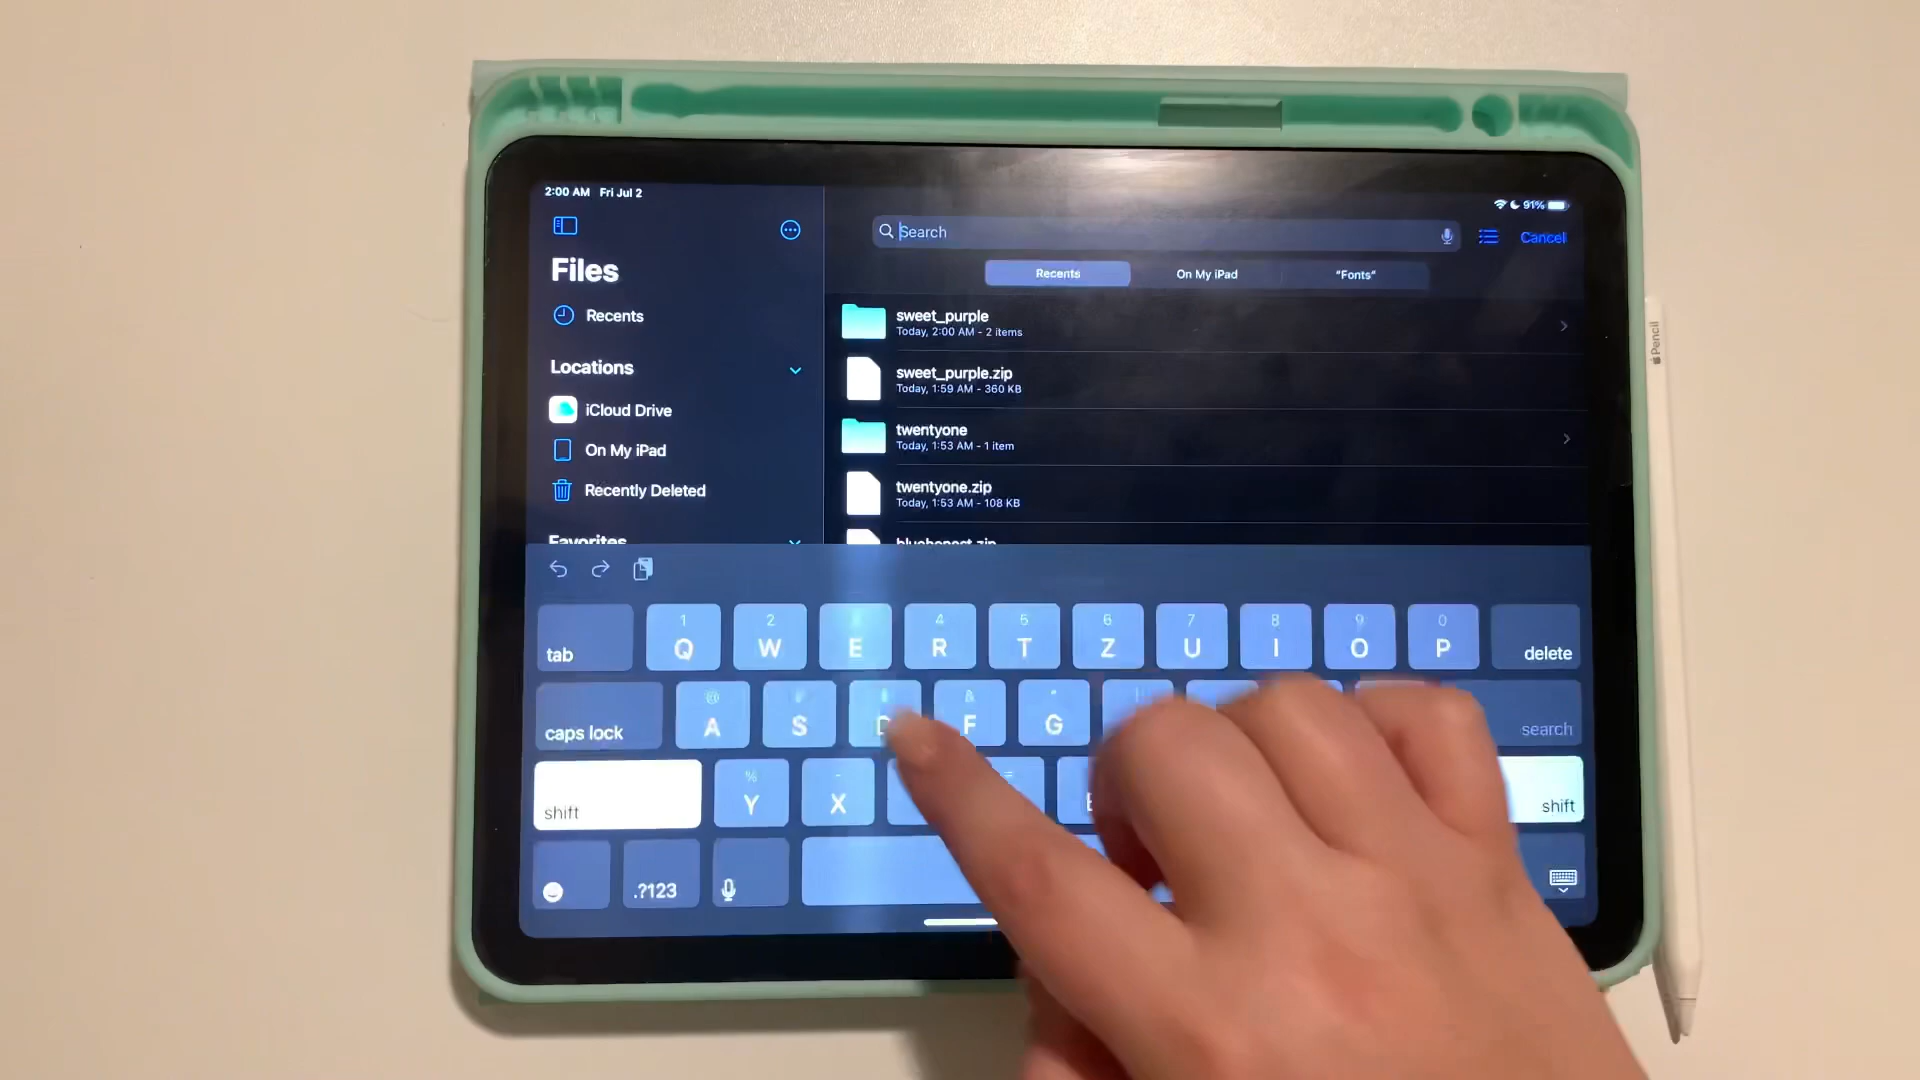 2:00 AM Fri Jul 2
91%
Search
Cancel
Files
Recents
On My iPad
"Fonts"
Recents
Locations
iCloud Drive
On My iPad
Recently Deleted
Favorites
sweet_purple
Today, 2:00 AM - 2 items
sweet_purple.zip
Today, 1:59 AM - 360 KB
twentyone
Today, 1:53 AM - 1 item
twentyone.zip
Today, 1:53 AM - 108 KB
Pencil
1 2 4 5 6 7 8 9 0
tab Q W E R T Z U I O P delete
@ &
caps lock A S D F G search
% -
shift Y X shift
.?123